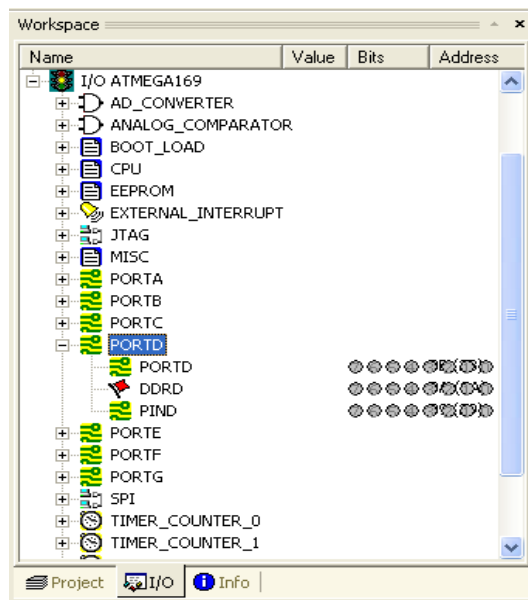 Workspace
Name Value Bits Address
I/O ATMEGA169
AD_CONVERTER
ANALOG_COMPARATOR
BOOT_LOAD
CPU
EEPROM
EXTERNAL_INTERRUPT
JTAG
MISC
PORTA
PORTB
PORTC
PORTD
PORTD
DDRD
PIND
PORTE
PORTF
PORTG
SPI
TIMER_COUNTER_0
TIMER_COUNTER_1
Project I/O Info